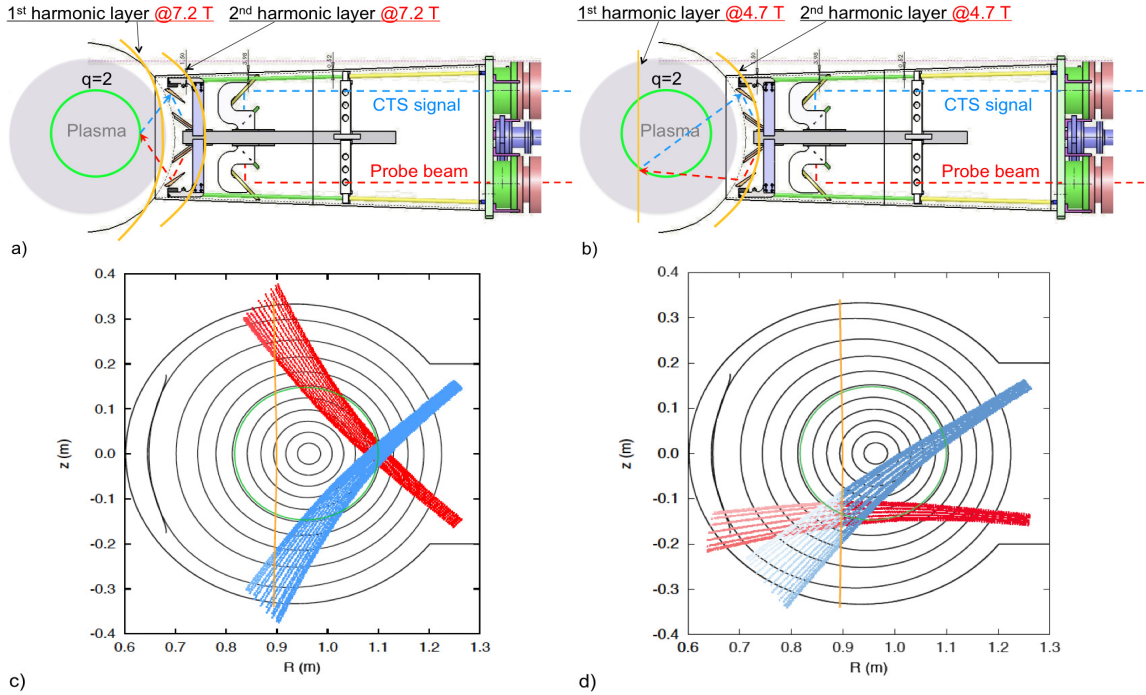 1st harmonic layer @7.2 T
2nd harmonic layer @7.2 T
q=2
Plasma
CTS signal
Probe beam
a)
1st harmonic layer @4.7 T
2nd harmonic layer @4.7 T
q=2
Plasma
CTS signal
Probe beam
b)
0.4
0.3
0.2
0.1
0.0
-0.1
-0.2
-0.3
-0.4
z (m)
0.6 0.7 0.8 0.9 1.0 1.1 1.2 1.3
R (m)
c)
0.4
0.3
0.2
0.1
0.0
-0.1
-0.2
-0.3
-0.4
z (m)
0.6 0.7 0.8 0.9 1.0 1.1 1.2 1.3
R (m)
d)